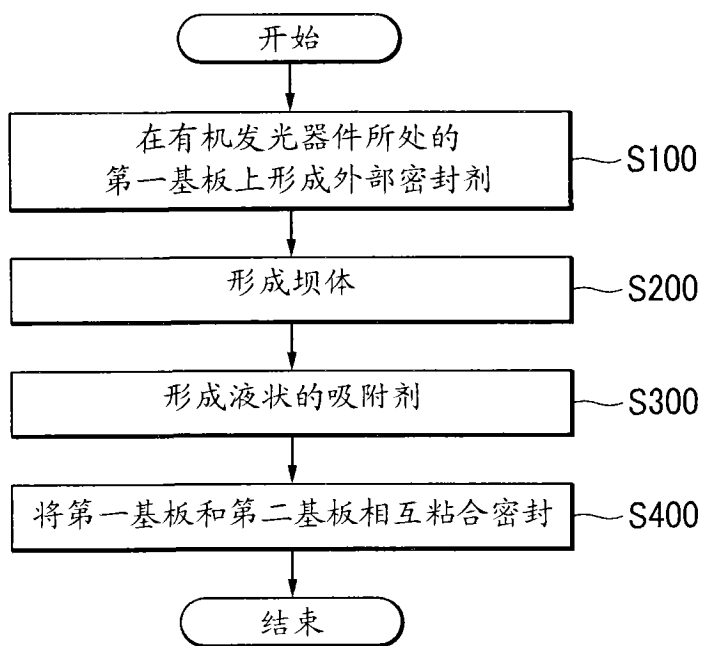 开始
在有机发光器件所处的
第一基板上形成外部密封剂
S100
形成坝体
S200
形成液状的吸附剂
S300
将第一基板和第二基板相互粘合密封
S400
结束